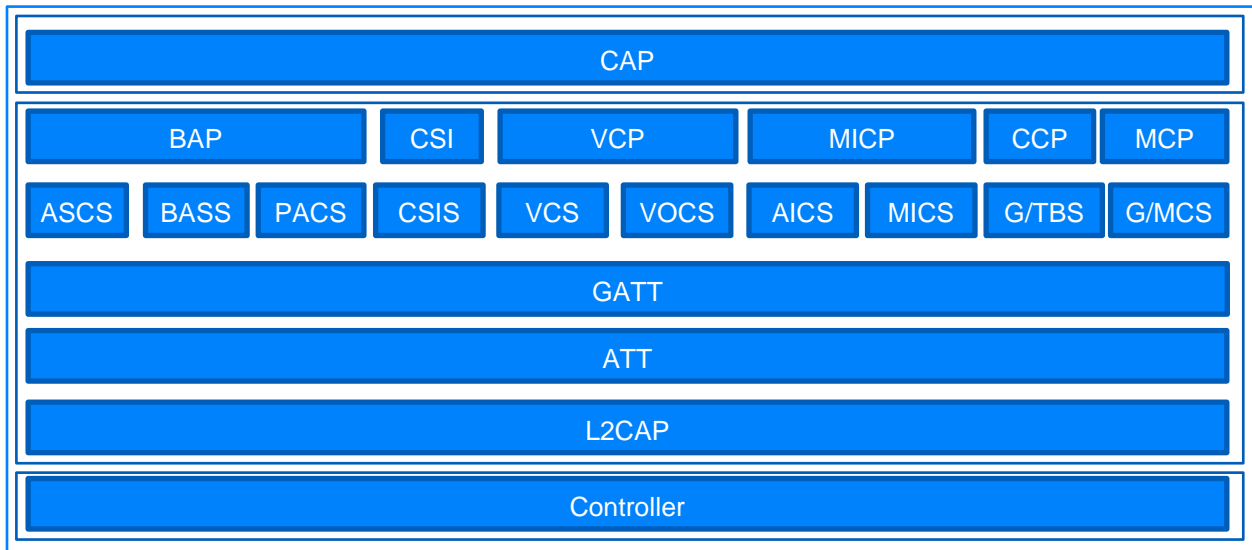 CAP
BAP CSI VCP MICP CCP MCP
ASCS BASS PACS CSIS VCS VOCS AICS MICS G/TBS G/MCS
GATT
ATT
L2CAP
Controller